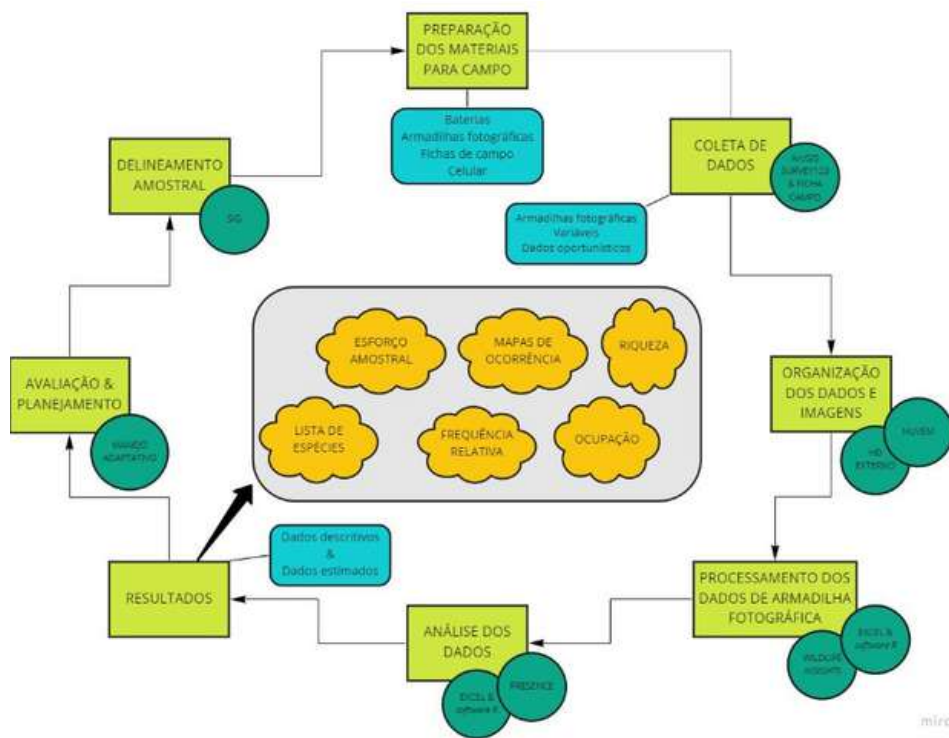 PREPARAÇÃO
DOS MATERIAIS
PARA CAMPO
Baterias
Armadilhas fotográficas
Fichas de campo
Celular
DELINEAMENTO
AMOSTRAL
SIG
COLETA DE
DADOS
SURVEY123
& FICHA
CAMPO
Armadilhas fotográficas
Variáveis
Dados oportunísticos
ESFORÇO
AMOSTRAL
MAPAS DE
OCORRÊNCIA
RIQUEZA
LISTA DE
ESPÉCIES
FREQUÊNCIA
RELATIVA
OCUPAÇÃO
AVALIAÇÃO &
PLANEJAMENTO
ADAPTATIVO
ORGANIZAÇÃO
DOS DADOS E
IMAGENS
NUVEM
HD
EXTERNO
Dados descritivos
&
Dados estimados
RESULTADOS
ANÁLISE DOS
DADOS
EXCEL &
software R
PRESENCE
PROCESSAMENTO DOS
DADOS DE ARMADILHA
FOTOGRÁFICA
EXCEL &
software R
WILDLIFE
INSIGHTS